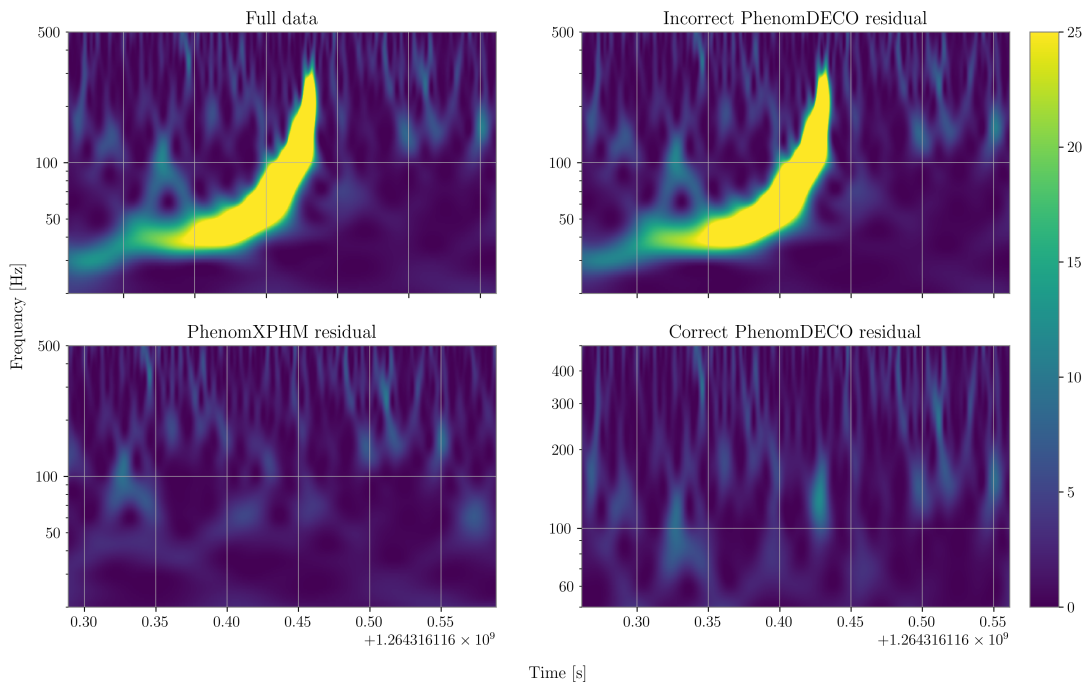 Full data
Incorrect PhenomDECO residual
500
100
50
500
100
50
25
20
15
10
5
0
Frequency [Hz]
PhenomXPHM residual
Correct PhenomDECO residual
500
100
50
400
300
200
100
60
0.30 0.35 0.40 0.45 0.50 0.55
0.30 0.35 0.40 0.45 0.50 0.55
+1.264316116 × 10⁹
+1.264316116 × 10⁹
Time [s]